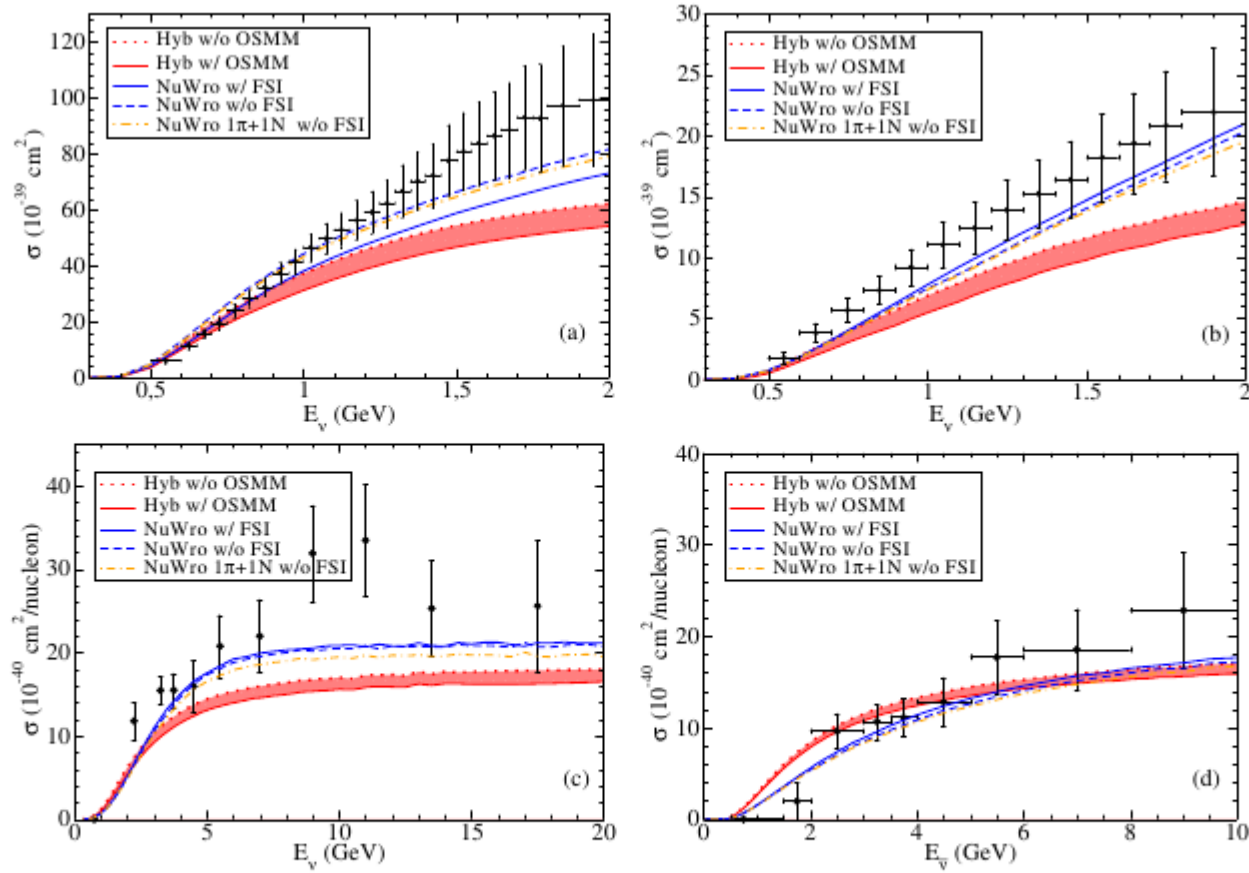 120
100
80
60
40
20
0
σ (10⁻³⁹ cm²)
Hyb w/o OSMM
Hyb w/ OSMM
NuWro w/ FSI
NuWro w/o FSI
NuWro 1π+1N w/o FSI
(a)
0,5
1
1,5
2
E_ν (GeV)
30
25
20
15
10
5
0
σ (10⁻³⁹ cm²)
Hyb w/o OSMM
Hyb w/ OSMM
NuWro w/ FSI
NuWro w/o FSI
NuWro 1π+1N w/o FSI
(b)
0.5
1
1.5
2
E_ν (GeV)
40
30
20
10
0
σ (10⁻⁴⁰ cm²/nucleon)
Hyb w/o OSMM
Hyb w/ OSMM
NuWro w/ FSI
NuWro w/o FSI
NuWro 1π+1N w/o FSI
(c)
0
5
10
15
20
E_ν (GeV)
40
30
20
10
0
σ (10⁻⁴⁰ cm²/nucleon)
Hyb w/o OSMM
Hyb w/ OSMM
NuWro w/ FSI
NuWro w/o FSI
NuWro 1π+1N w/o FSI
(d)
0
2
4
6
8
10
E_ν̅ (GeV)